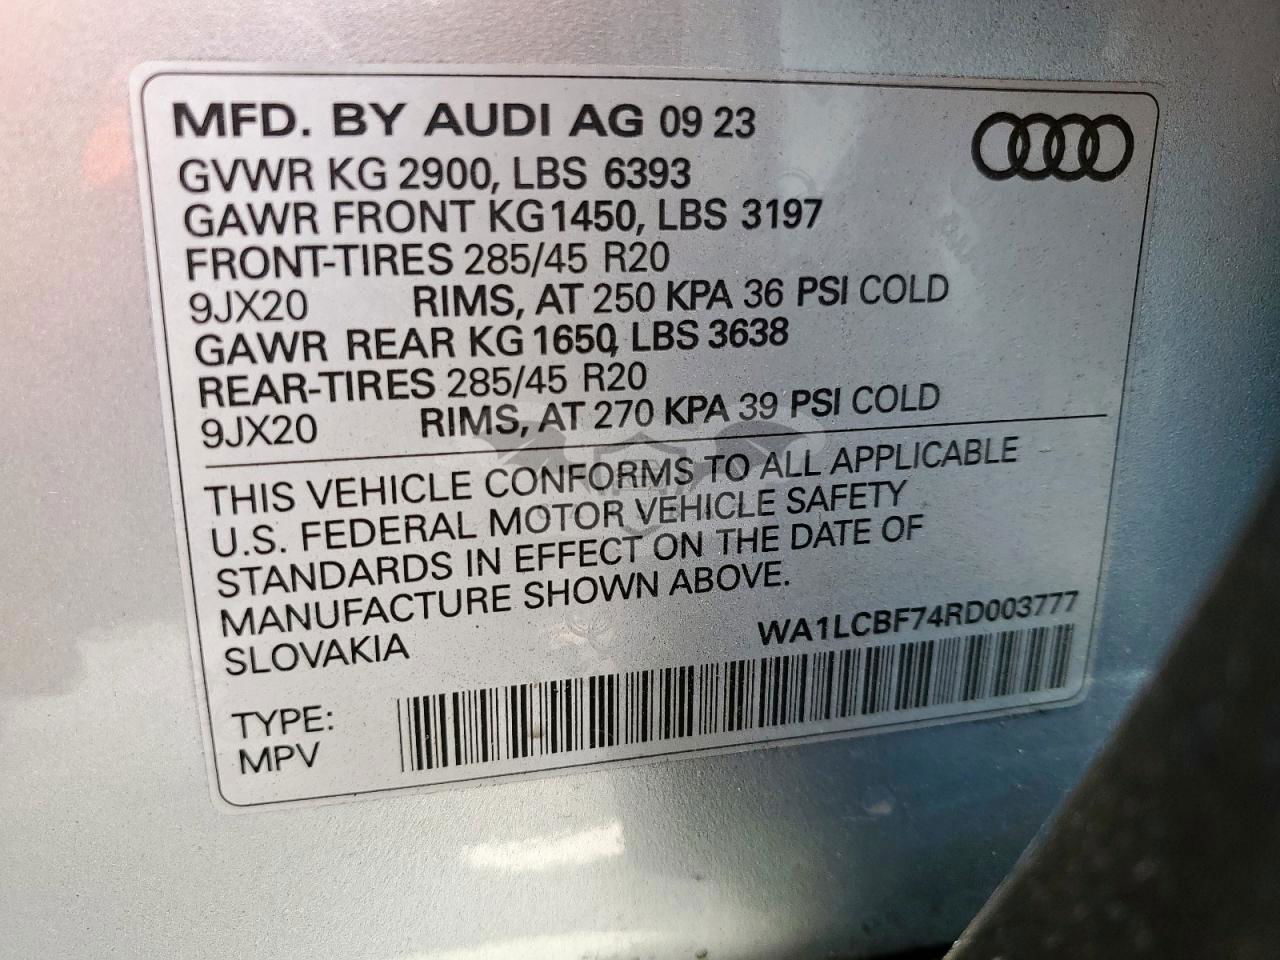 MFD. BY AUDI AG 09 23
GVWR KG 2900, LBS 6393
GAWR FRONT KG 1450, LBS 3197
FRONT-TIRES 285/45 R20
9JX20 RIMS, AT 250 KPA 36 PSI COLD
GAWR REAR KG 1650, LBS 3638
REAR-TIRES 285/45 R20
9JX20 RIMS, AT 270 KPA 39 PSI COLD
THIS VEHICLE CONFORMS TO ALL APPLICABLE
U.S. FEDERAL MOTOR VEHICLE SAFETY
STANDARDS IN EFFECT ON THE DATE OF
MANUFACTURE SHOWN ABOVE.
SLOVAKIA
WA1LCBF74RD003777
TYPE:
MPV